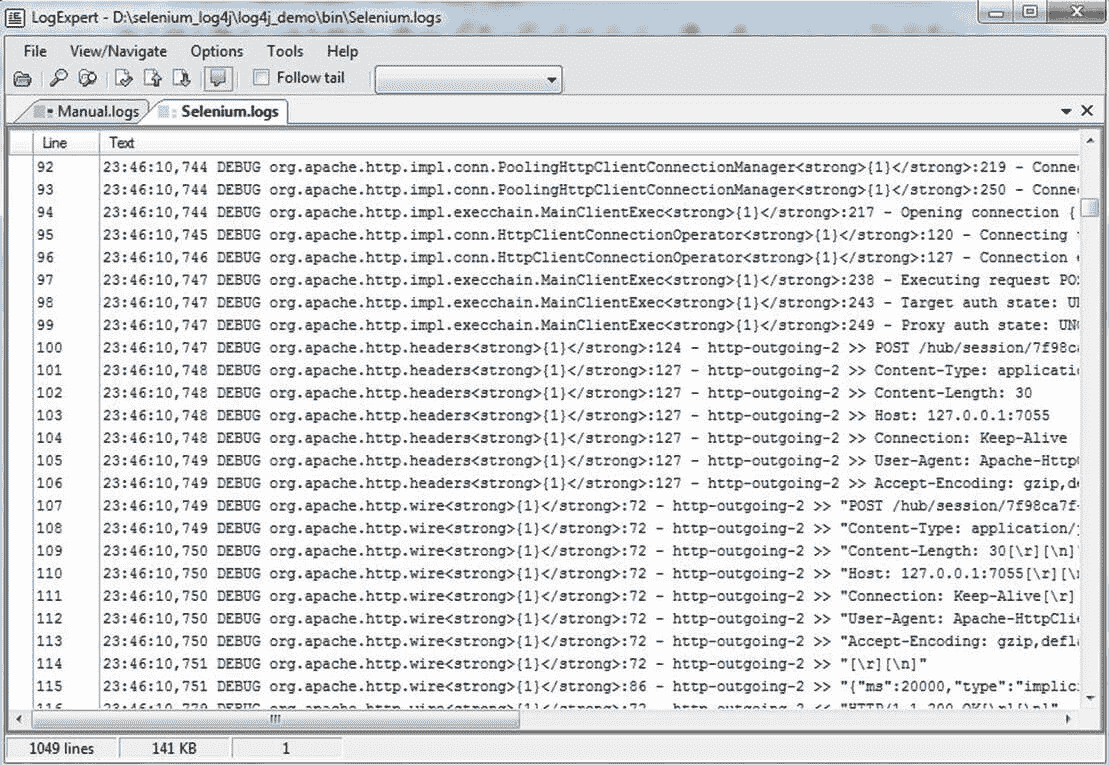 LogExpert - D:\selenium_log4j\log4j_demo\bin\Selenium.logs
File View/Navigate Options Tools Help
Follow tail
Manual.logs Selenium.logs
Line Text
92 23:46:10,744 DEBUG org.apache.http.impl.conn.PoolingHttpClientConnectionManager<strong>{1}</strong>:219 - Conne
93 23:46:10,744 DEBUG org.apache.http.impl.conn.PoolingHttpClientConnectionManager<strong>{1}</strong>:250 - Conne
94 23:46:10,744 DEBUG org.apache.http.impl.execchain.MainClientExec<strong>{1}</strong>:217 - Opening connection {
95 23:46:10,745 DEBUG org.apache.http.impl.conn.HttpClientConnectionOperator<strong>{1}</strong>:120 - Connecting
96 23:46:10,746 DEBUG org.apache.http.impl.conn.HttpClientConnectionOperator<strong>{1}</strong>:127 - Connection
97 23:46:10,747 DEBUG org.apache.http.impl.execchain.MainClientExec<strong>{1}</strong>:238 - Executing request PO
98 23:46:10,747 DEBUG org.apache.http.impl.execchain.MainClientExec<strong>{1}</strong>:243 - Target auth state: U
99 23:46:10,747 DEBUG org.apache.http.impl.execchain.MainClientExec<strong>{1}</strong>:249 - Proxy auth state: UN
100 23:46:10,747 DEBUG org.apache.http.headers<strong>{1}</strong>:124 - http-outgoing-2 >> POST /hub/session/7f98c
101 23:46:10,748 DEBUG org.apache.http.headers<strong>{1}</strong>:127 - http-outgoing-2 >> Content-Type: applicati
102 23:46:10,748 DEBUG org.apache.http.headers<strong>{1}</strong>:127 - http-outgoing-2 >> Content-Length: 30
103 23:46:10,748 DEBUG org.apache.http.headers<strong>{1}</strong>:127 - http-outgoing-2 >> Host: 127.0.0.1:7055
104 23:46:10,748 DEBUG org.apache.http.headers<strong>{1}</strong>:127 - http-outgoing-2 >> Connection: Keep-Alive
105 23:46:10,749 DEBUG org.apache.http.headers<strong>{1}</strong>:127 - http-outgoing-2 >> User-Agent: Apache-Http
106 23:46:10,749 DEBUG org.apache.http.headers<strong>{1}</strong>:127 - http-outgoing-2 >> Accept-Encoding: gzip,d
107 23:46:10,749 DEBUG org.apache.http.wire<strong>{1}</strong>:72 - http-outgoing-2 >> "POST /hub/session/7f98ca7f
108 23:46:10,749 DEBUG org.apache.http.wire<strong>{1}</strong>:72 - http-outgoing-2 >> "Content-Type: application/
109 23:46:10,750 DEBUG org.apache.http.wire<strong>{1}</strong>:72 - http-outgoing-2 >> "Content-Length: 30[\r][\n]
110 23:46:10,750 DEBUG org.apache.http.wire<strong>{1}</strong>:72 - http-outgoing-2 >> "Host: 127.0.0.1:7055[\r][\
111 23:46:10,750 DEBUG org.apache.http.wire<strong>{1}</strong>:72 - http-outgoing-2 >> "Connection: Keep-Alive[\r]
112 23:46:10,750 DEBUG org.apache.http.wire<strong>{1}</strong>:72 - http-outgoing-2 >> "User-Agent: Apache-HttpCl
113 23:46:10,750 DEBUG org.apache.http.wire<strong>{1}</strong>:72 - http-outgoing-2 >> "Accept-Encoding: gzip,defl
114 23:46:10,751 DEBUG org.apache.http.wire<strong>{1}</strong>:72 - http-outgoing-2 >> "[\r][\n]"
115 23:46:10,751 DEBUG org.apache.http.wire<strong>{1}</strong>:86 - http-outgoing-2 >> "{"ms":20000,"type":"implic
1049 lines 141 KB 1